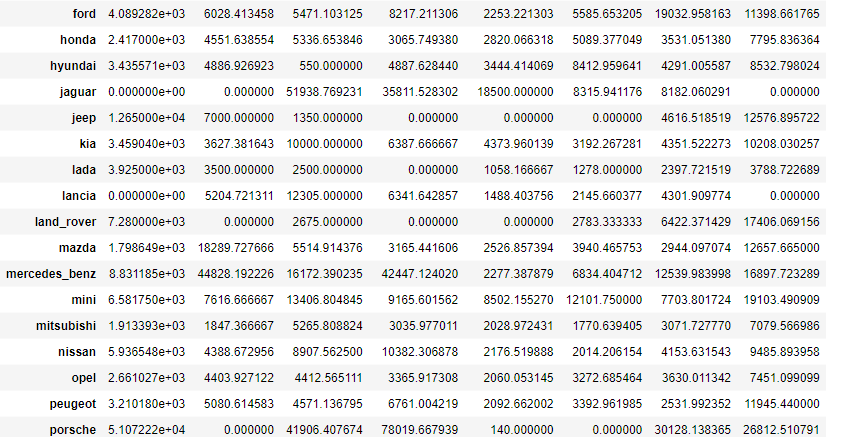 ford 4.089282e+03 6028.413458 5471.103125 8217.211306 2253.221303 5585.653205 19032.958163 11398.661765
honda 2.417000e+03 4551.638554 5336.653846 3065.749380 2820.066318 5089.377049 3531.051380 7795.836364
hyundai 3.435571e+03 4886.926923 550.000000 4887.628440 3444.414069 8412.959641 4291.005587 8532.798024
jaguar 0.000000e+00 0.000000 51938.769231 35811.528302 18500.000000 8315.941176 8182.060291 0.000000
jeep 1.265000e+04 7000.000000 1350.000000 0.000000 0.000000 0.000000 4616.518519 12576.895722
kia 3.459040e+03 3627.381643 10000.000000 6387.666667 4373.960139 3192.267281 4351.522273 10208.030257
lada 3.925000e+03 3500.000000 2500.000000 0.000000 1058.166667 1278.000000 2397.721519 3788.722689
lancia 0.000000e+00 5204.721311 12305.000000 6341.642857 1488.403756 2145.660377 4301.909774 0.000000
land_rover 7.280000e+03 0.000000 2675.000000 0.000000 0.000000 2783.333333 6422.371429 17406.069156
mazda 1.798649e+03 18289.727666 5514.914376 3165.441606 2526.857394 3940.465753 2944.097074 12657.665000
mercedes_benz 8.831185e+03 44828.192226 16172.390235 42447.124020 2277.387879 6834.404712 12539.983998 16897.723289
mini 6.581750e+03 7616.666667 13406.804845 9165.601562 8502.155270 12101.750000 7703.801724 19103.490909
mitsubishi 1.913393e+03 1847.366667 5265.808824 3035.977011 2028.972431 1770.639405 3071.727770 7079.566986
nissan 5.936548e+03 4388.672956 8907.562500 10382.306878 2176.519888 2014.206154 4153.631543 9485.893958
opel 2.661027e+03 4403.927122 4412.565111 3365.917308 2060.053145 3272.685464 3630.011342 7451.099099
peugeot 3.210180e+03 5080.614583 4571.136795 6761.004219 2092.662002 3392.961985 2531.992352 11945.440000
porsche 5.107222e+04 0.000000 41906.407674 78019.667939 140.000000 0.000000 30128.138365 26812.510791